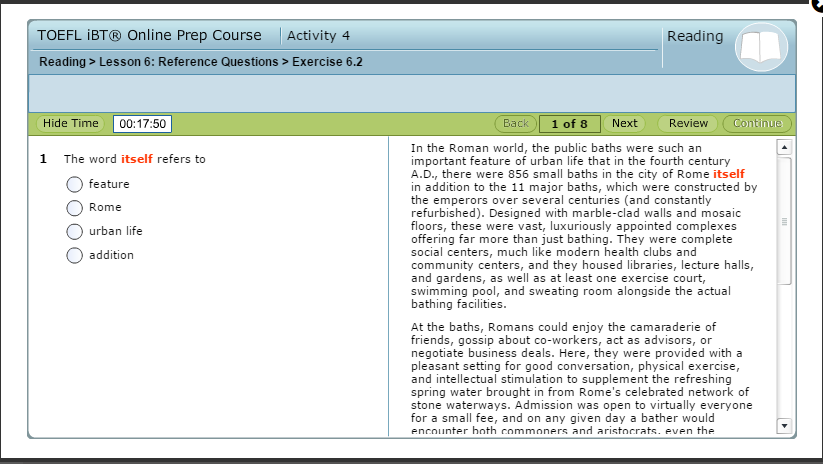 TOEFL iBT® Online Prep Course
Activity 4
Reading
Reading > Lesson 6: Reference Questions > Exercise 6.2
Hide Time
00:17:50
Back
1 of 8
Next
Review
Continue
1 The word itself refers to
feature
Rome
urban life
addition
In the Roman world, the public baths were such an
important feature of urban life that in the fourth century
A.D., there were 856 small baths in the city of Rome itself
in addition to the 11 major baths, which were constructed by
the emperors over several centuries (and constantly
refurbished). Designed with marble-clad walls and mosaic
floors, these were vast, luxuriously appointed complexes
offering far more than just bathing. They were complete
social centers, much like modern health clubs and
community centers, and they housed libraries, lecture halls,
and gardens, as well as at least one exercise court,
swimming pool, and sweating room alongside the actual
bathing facilities.
At the baths, Romans could enjoy the camaraderie of
friends, gossip about co-workers, act as advisors, or
negotiate business deals. Here, they were provided with a
pleasant setting for good conversation, physical exercise,
and intellectual stimulation to supplement the refreshing
spring water brought in from Rome's celebrated network of
stone waterways. Admission was open to virtually everyone
for a small fee, and on any given day a bather would
encounter both commoners and aristocrats, even the